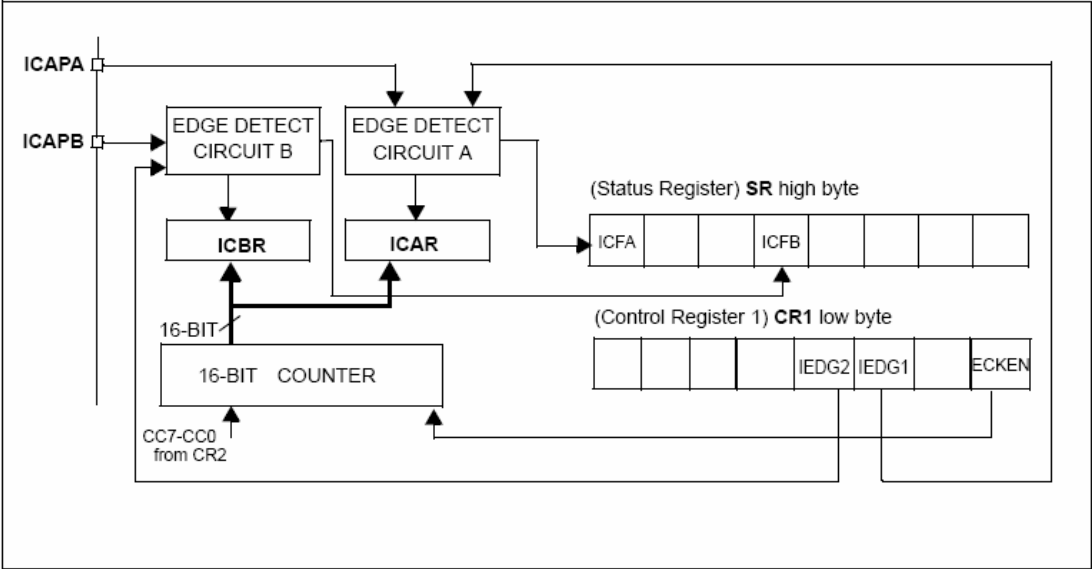 ICAPA
ICAPB
EDGE DETECT
CIRCUIT B
EDGE DETECT
CIRCUIT A
(Status Register) SR high byte
ICBR
ICAR
ICFA
ICFB
16-BIT
(Control Register 1) CR1 low byte
16-BIT COUNTER
IEDG2
IEDG1
ECKEN
CC7-CC0
from CR2